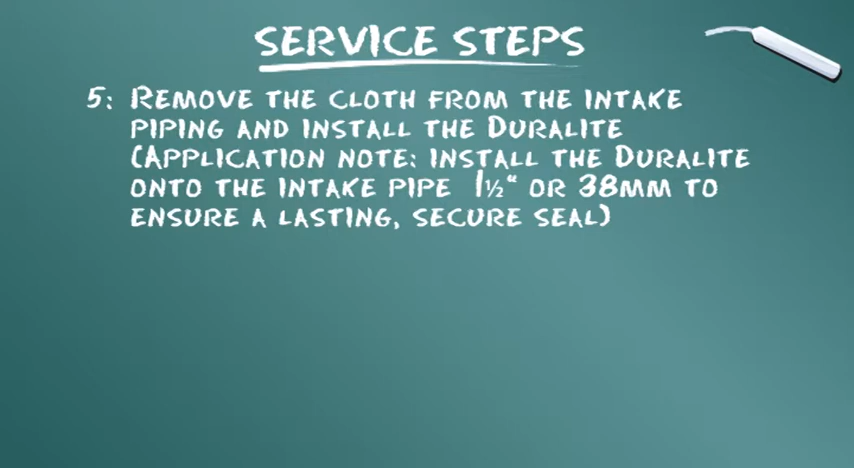 SERVICE STEPS
5: REMOVE THE CLOTH FROM THE INTAKE
PIPING AND INSTALL THE DURALITE
(APPLICATION NOTE: INSTALL THE DURALITE
ONTO THE INTAKE PIPE 1½" OR 38MM TO
ENSURE A LASTING, SECURE SEAL)